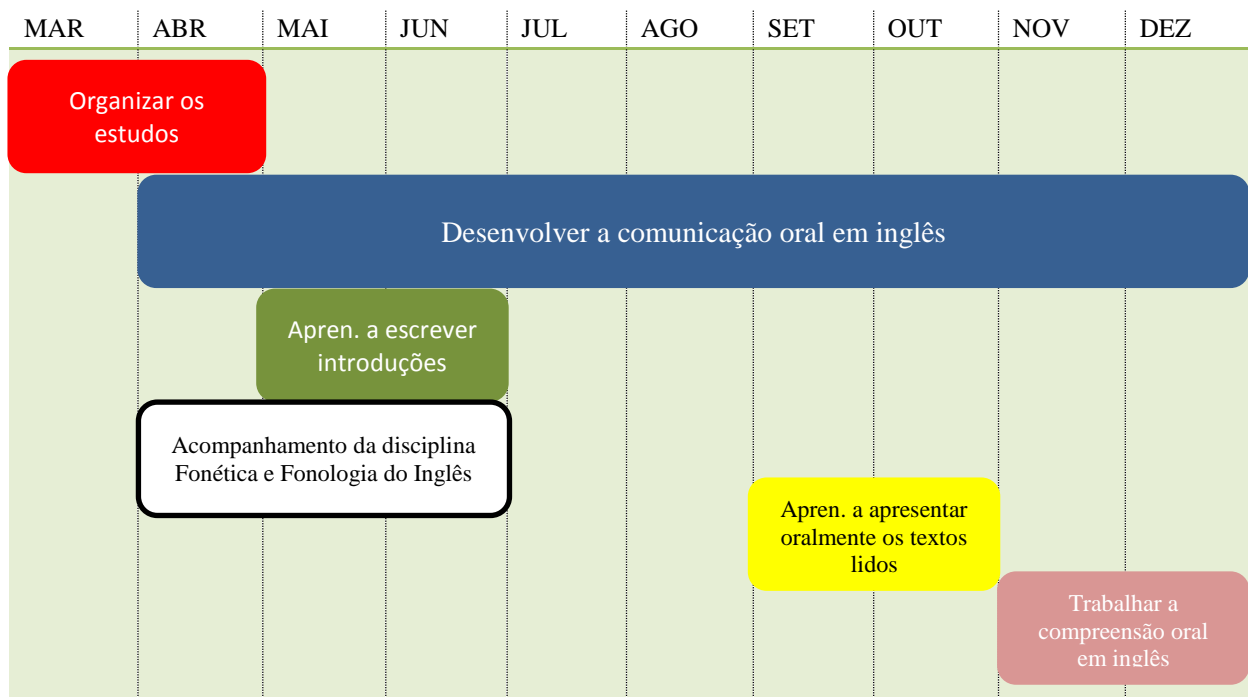 MAR ABR MAI JUN JUL AGO SET OUT NOV DEZ
Organizar os
estudos
Desenvolver a comunicação oral em inglês
Apren. a escrever
introduções
Acompanhamento da disciplina
Fonética e Fonologia do Inglês
Apren. a apresentar
oralmente os textos
lidos
Trabalhar a
compreensão oral
em inglês